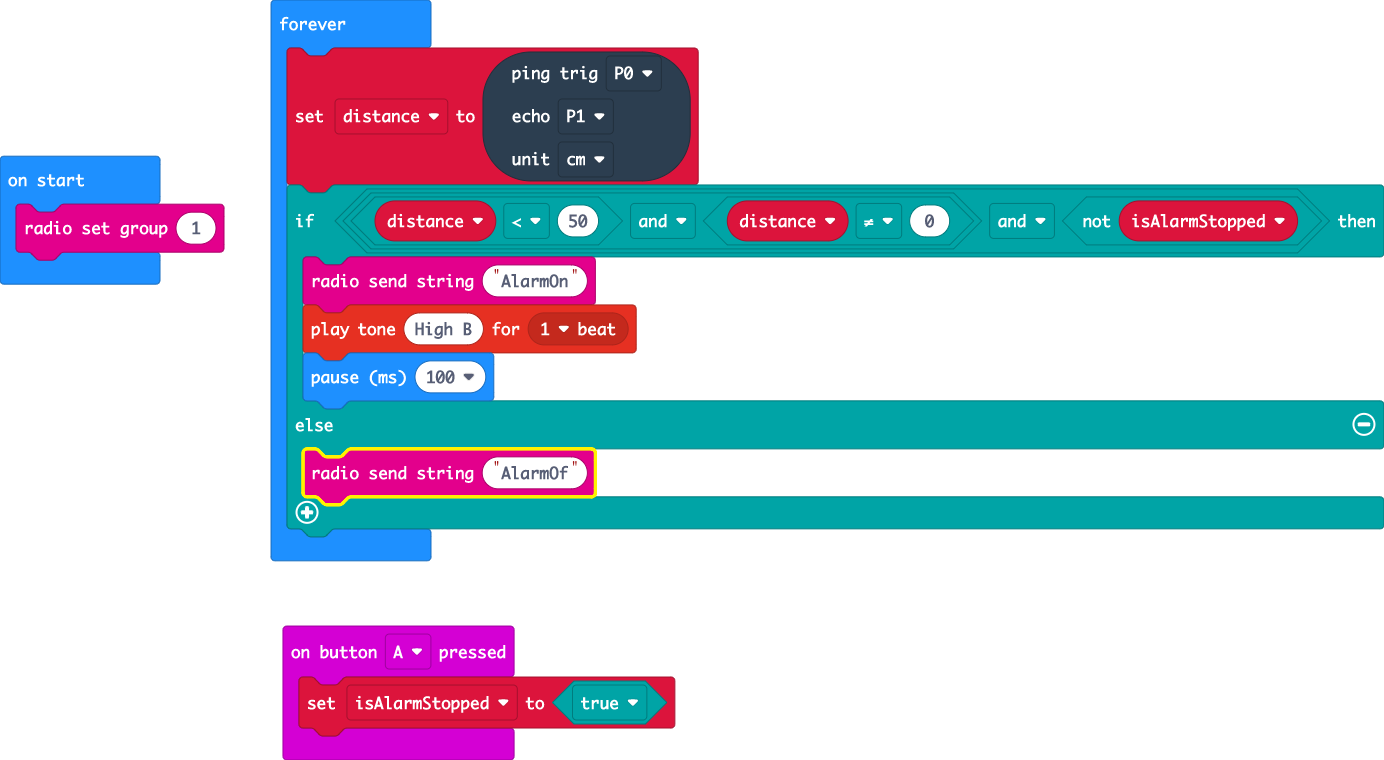 forever
ping trig P0
set distance to
echo P1
unit cm
on start
radio set group 1
if distance < 50 and distance ≠ 0 and not isAlarmStopped then
radio send string "AlarmOn"
play tone High B for 1 beat
pause (ms) 100
else
radio send string "AlarmOf"
on button A pressed
set isAlarmStopped to true